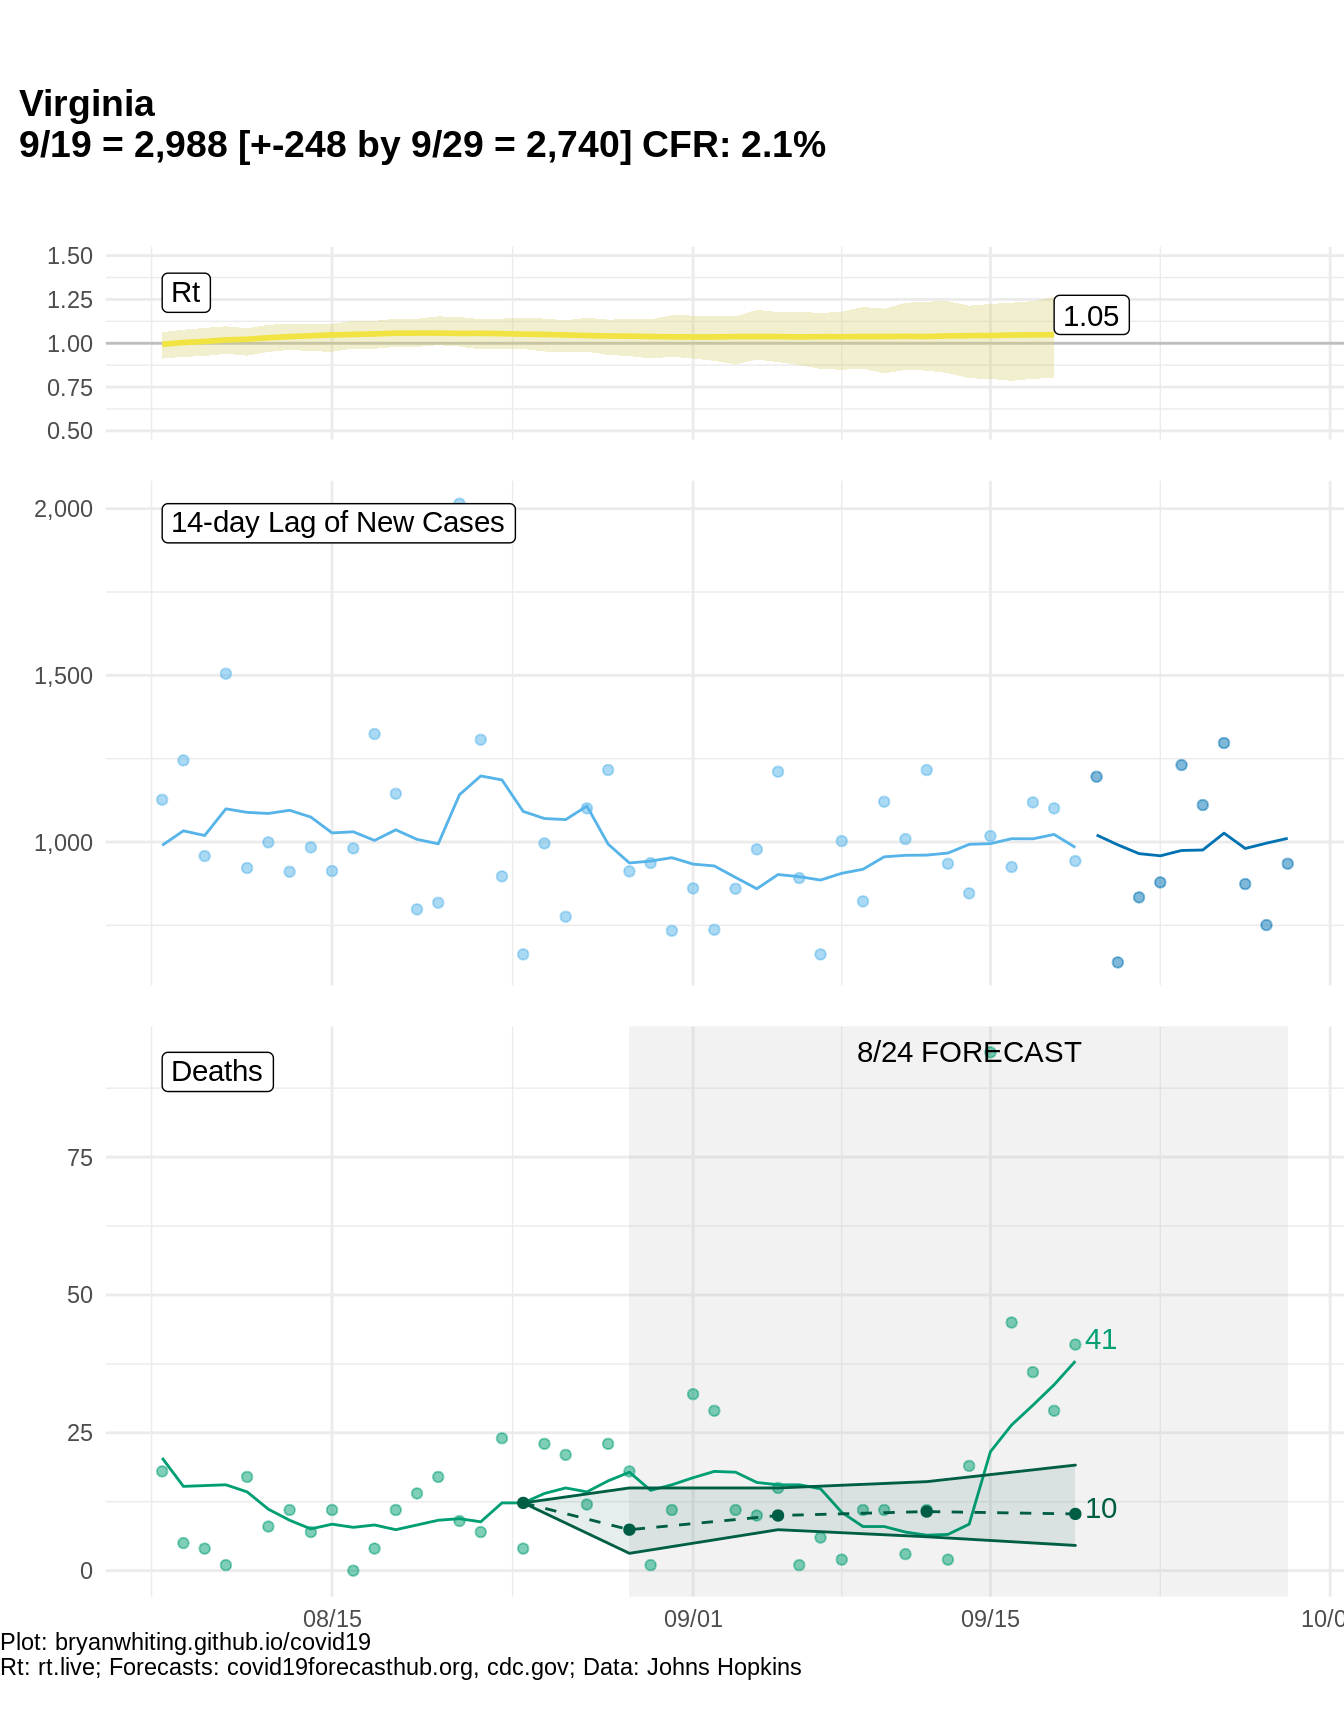 Virginia
9/19 = 2,988 [+-248 by 9/29 = 2,740] CFR: 2.1%
1.50
1.25
1.00
0.75
0.50
Rt
1.05
2,000
1,500
1,000
14-day Lag of New Cases
Deaths
8/24 FORECAST
75
50
25
0
41
10
08/15
09/01
09/15
10/0
Plot: bryanwhiting.github.io/covid19
Rt: rt.live; Forecasts: covid19forecasthub.org, cdc.gov; Data: Johns Hopkins